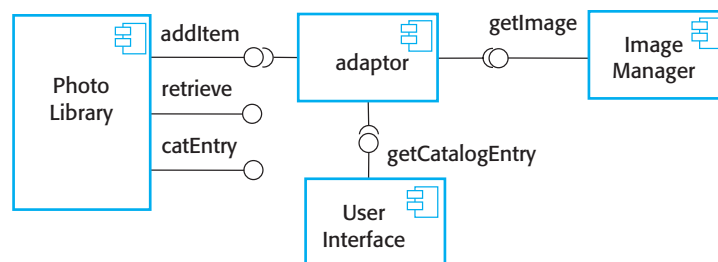 addItem
getImage
Photo
Library
adaptor
Image
Manager
retrieve
catEntry
getCatalogEntry
User
Interface